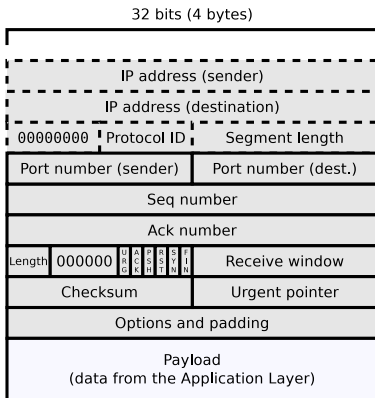 32 bits (4 bytes)
IP address (sender)
IP address (destination)
00000000 Protocol ID Segment length
Port number (sender) Port number (dest.)
Seq number
Ack number
Length 000000 URG ACK PSH RST SYN FIN Receive window
Checksum Urgent pointer
Options and padding
Payload
(data from the Application Layer)